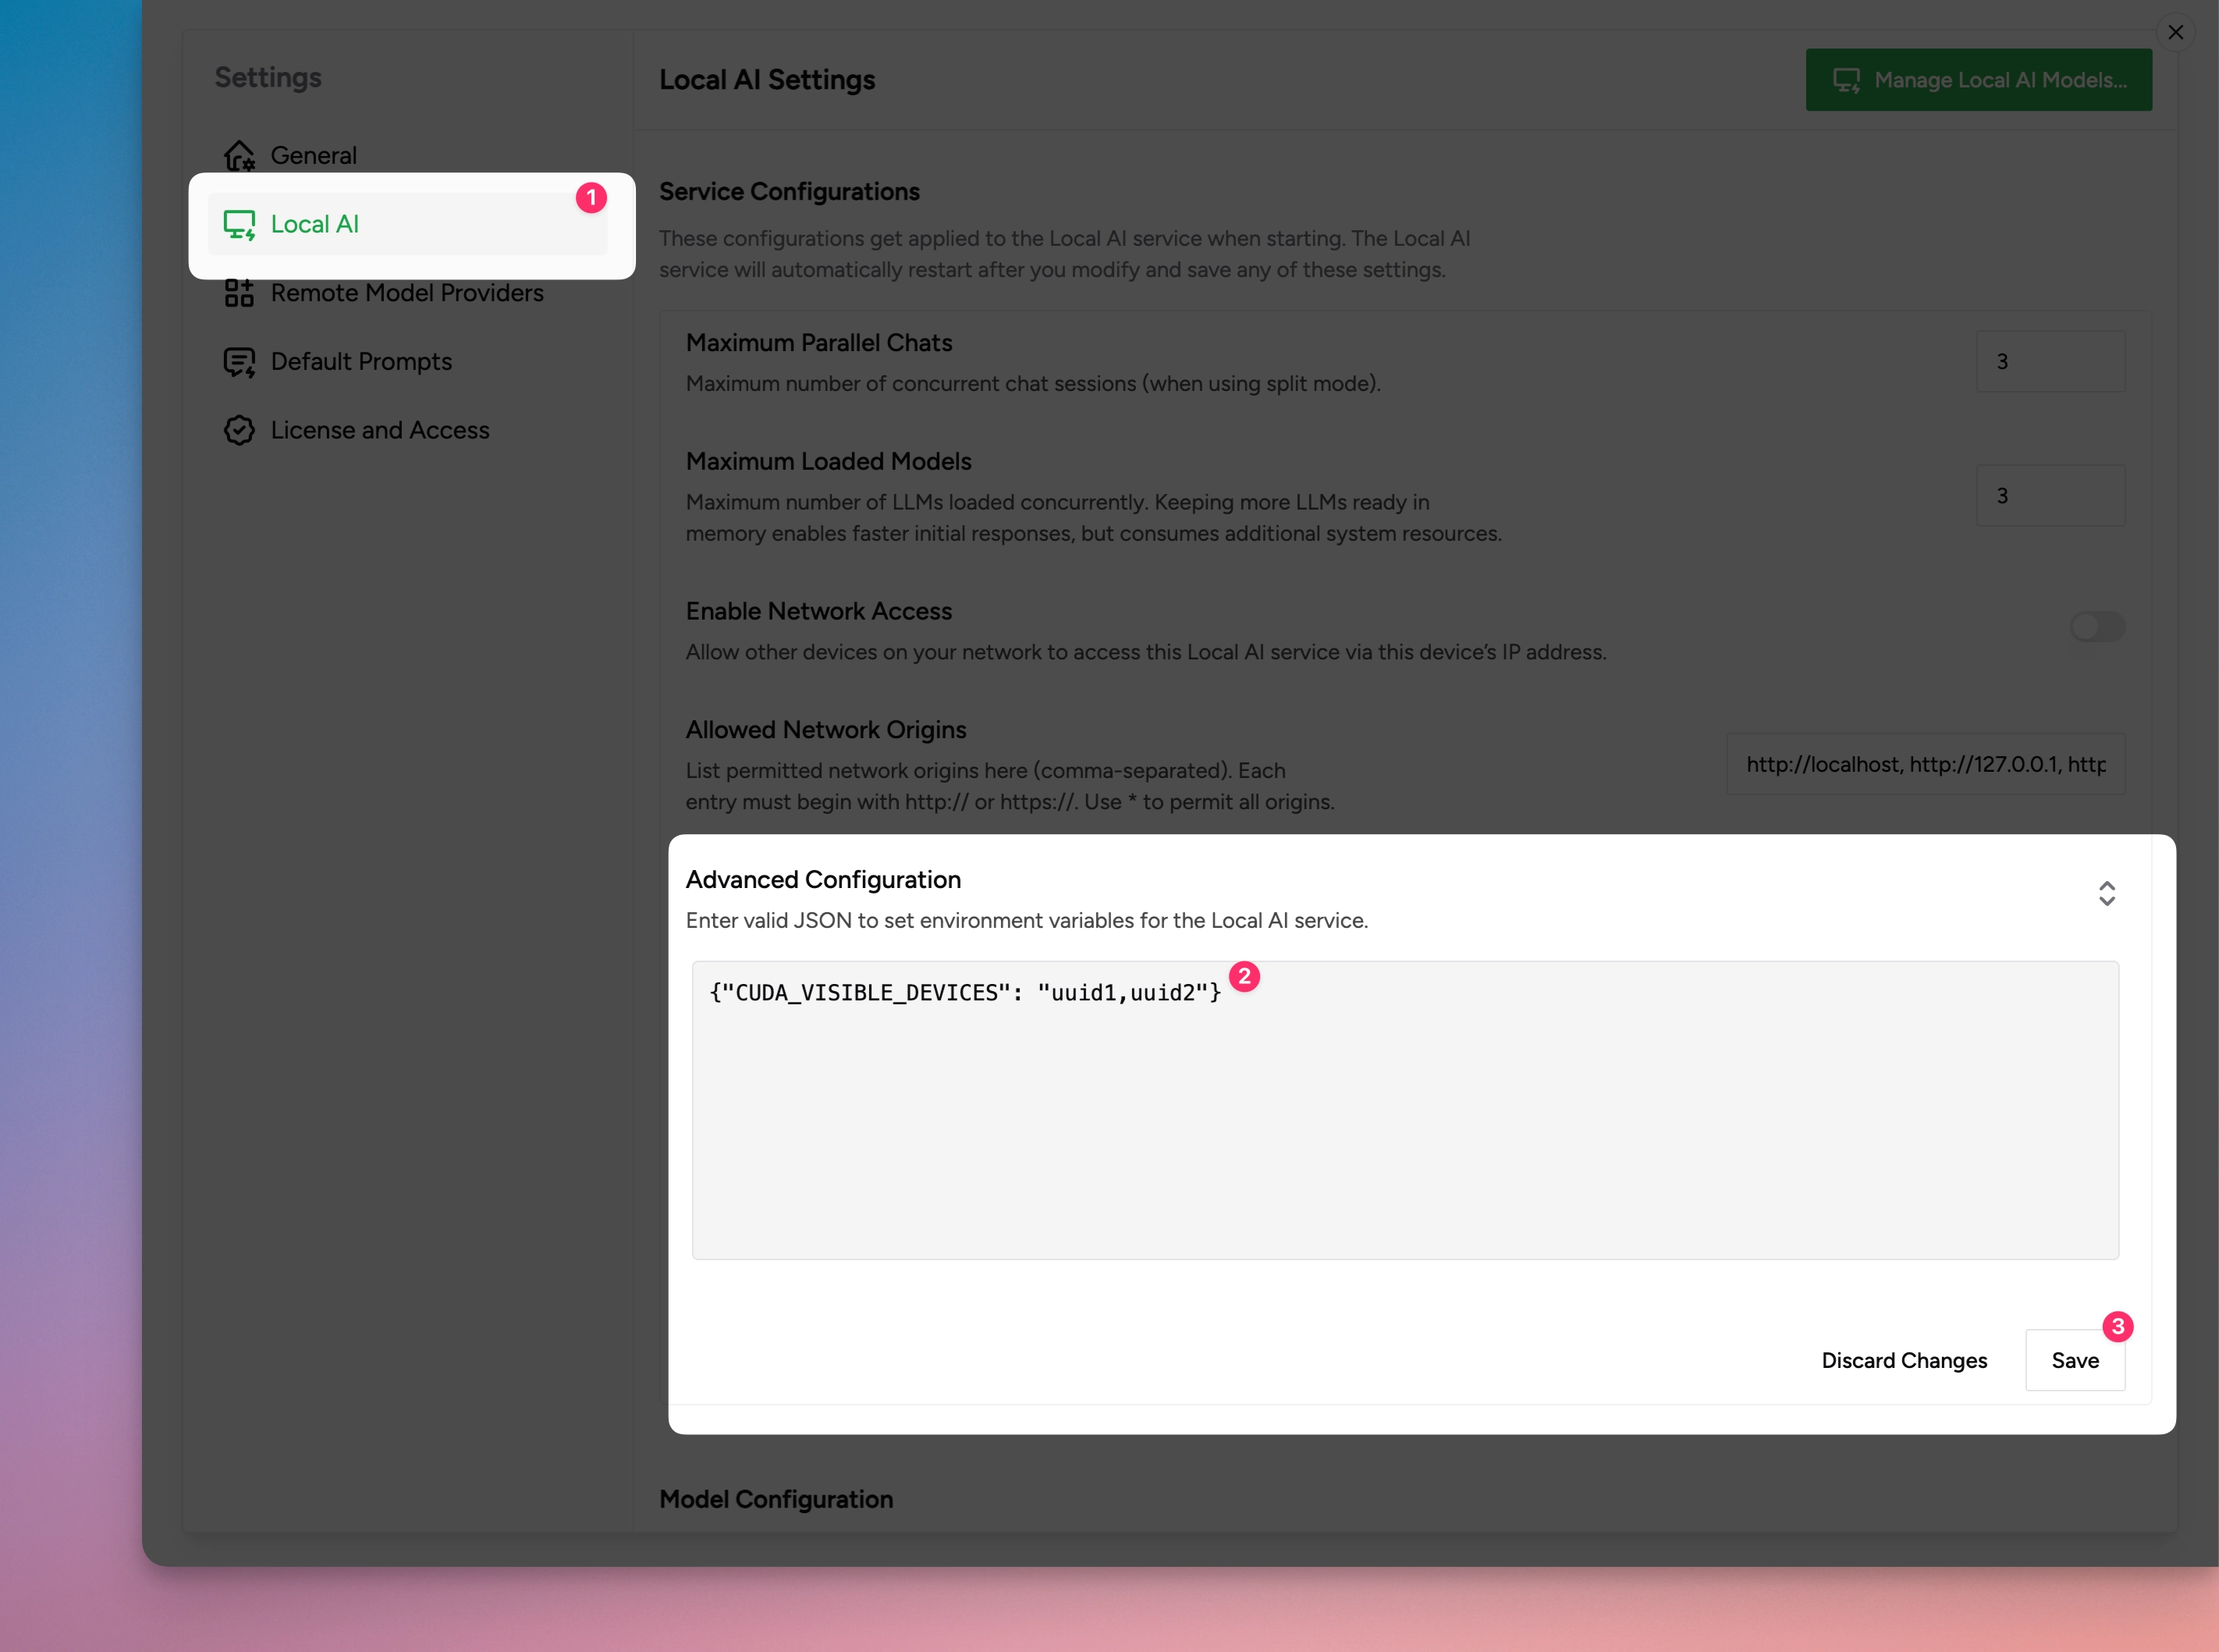 Settings
General
1
Local AI
Remote Model Providers
Default Prompts
License and Access
Local AI Settings
Manage Local AI Models...
Service Configurations
These configurations get applied to the Local AI service when starting. The Local AI
service will automatically restart after you modify and save any of these settings.
Maximum Parallel Chats
Maximum number of concurrent chat sessions (when using split mode).
3
Maximum Loaded Models
Maximum number of LLMs loaded concurrently. Keeping more LLMs ready in
memory enables faster initial responses, but consumes additional system resources.
3
Enable Network Access
Allow other devices on your network to access this Local AI service via this device’s IP address.
Allowed Network Origins
List permitted network origins here (comma-separated). Each
entry must begin with http:// or https://. Use * to permit all origins.
http://localhost, http://127.0.0.1, http
Advanced Configuration
Enter valid JSON to set environment variables for the Local AI service.
{"CUDA_VISIBLE_DEVICES": "uuid1,uuid2"}
2
3
Discard Changes
Save
Model Configuration